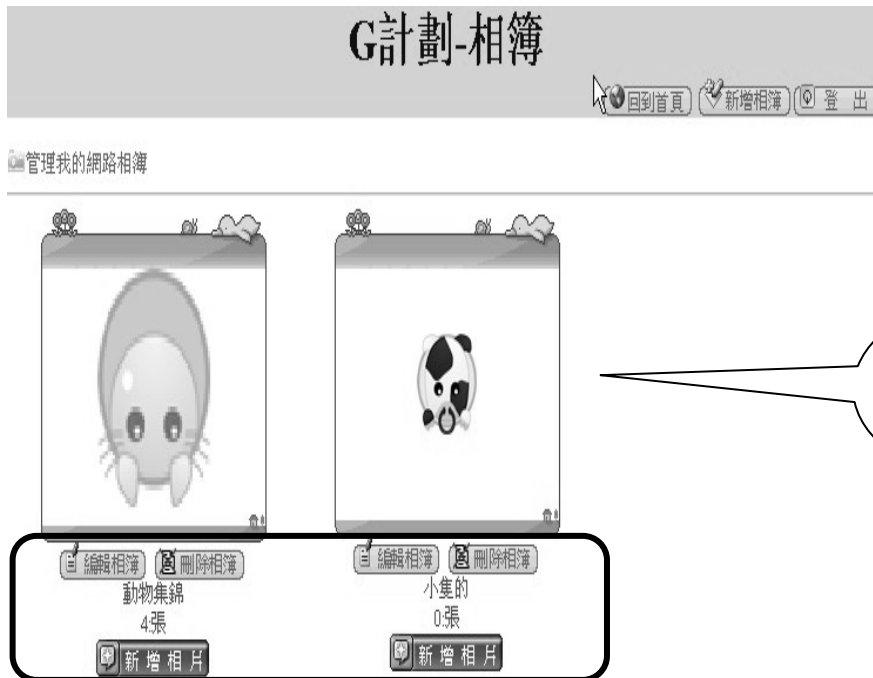 G計劃-相簿
回到首頁 新增相簿 登 出
管理我的網路相簿
編輯相簿 刪除相簿 編輯相簿 刪除相簿
動物集錦 小隻的
4張 0張
新 增 相 片 新 增 相 片